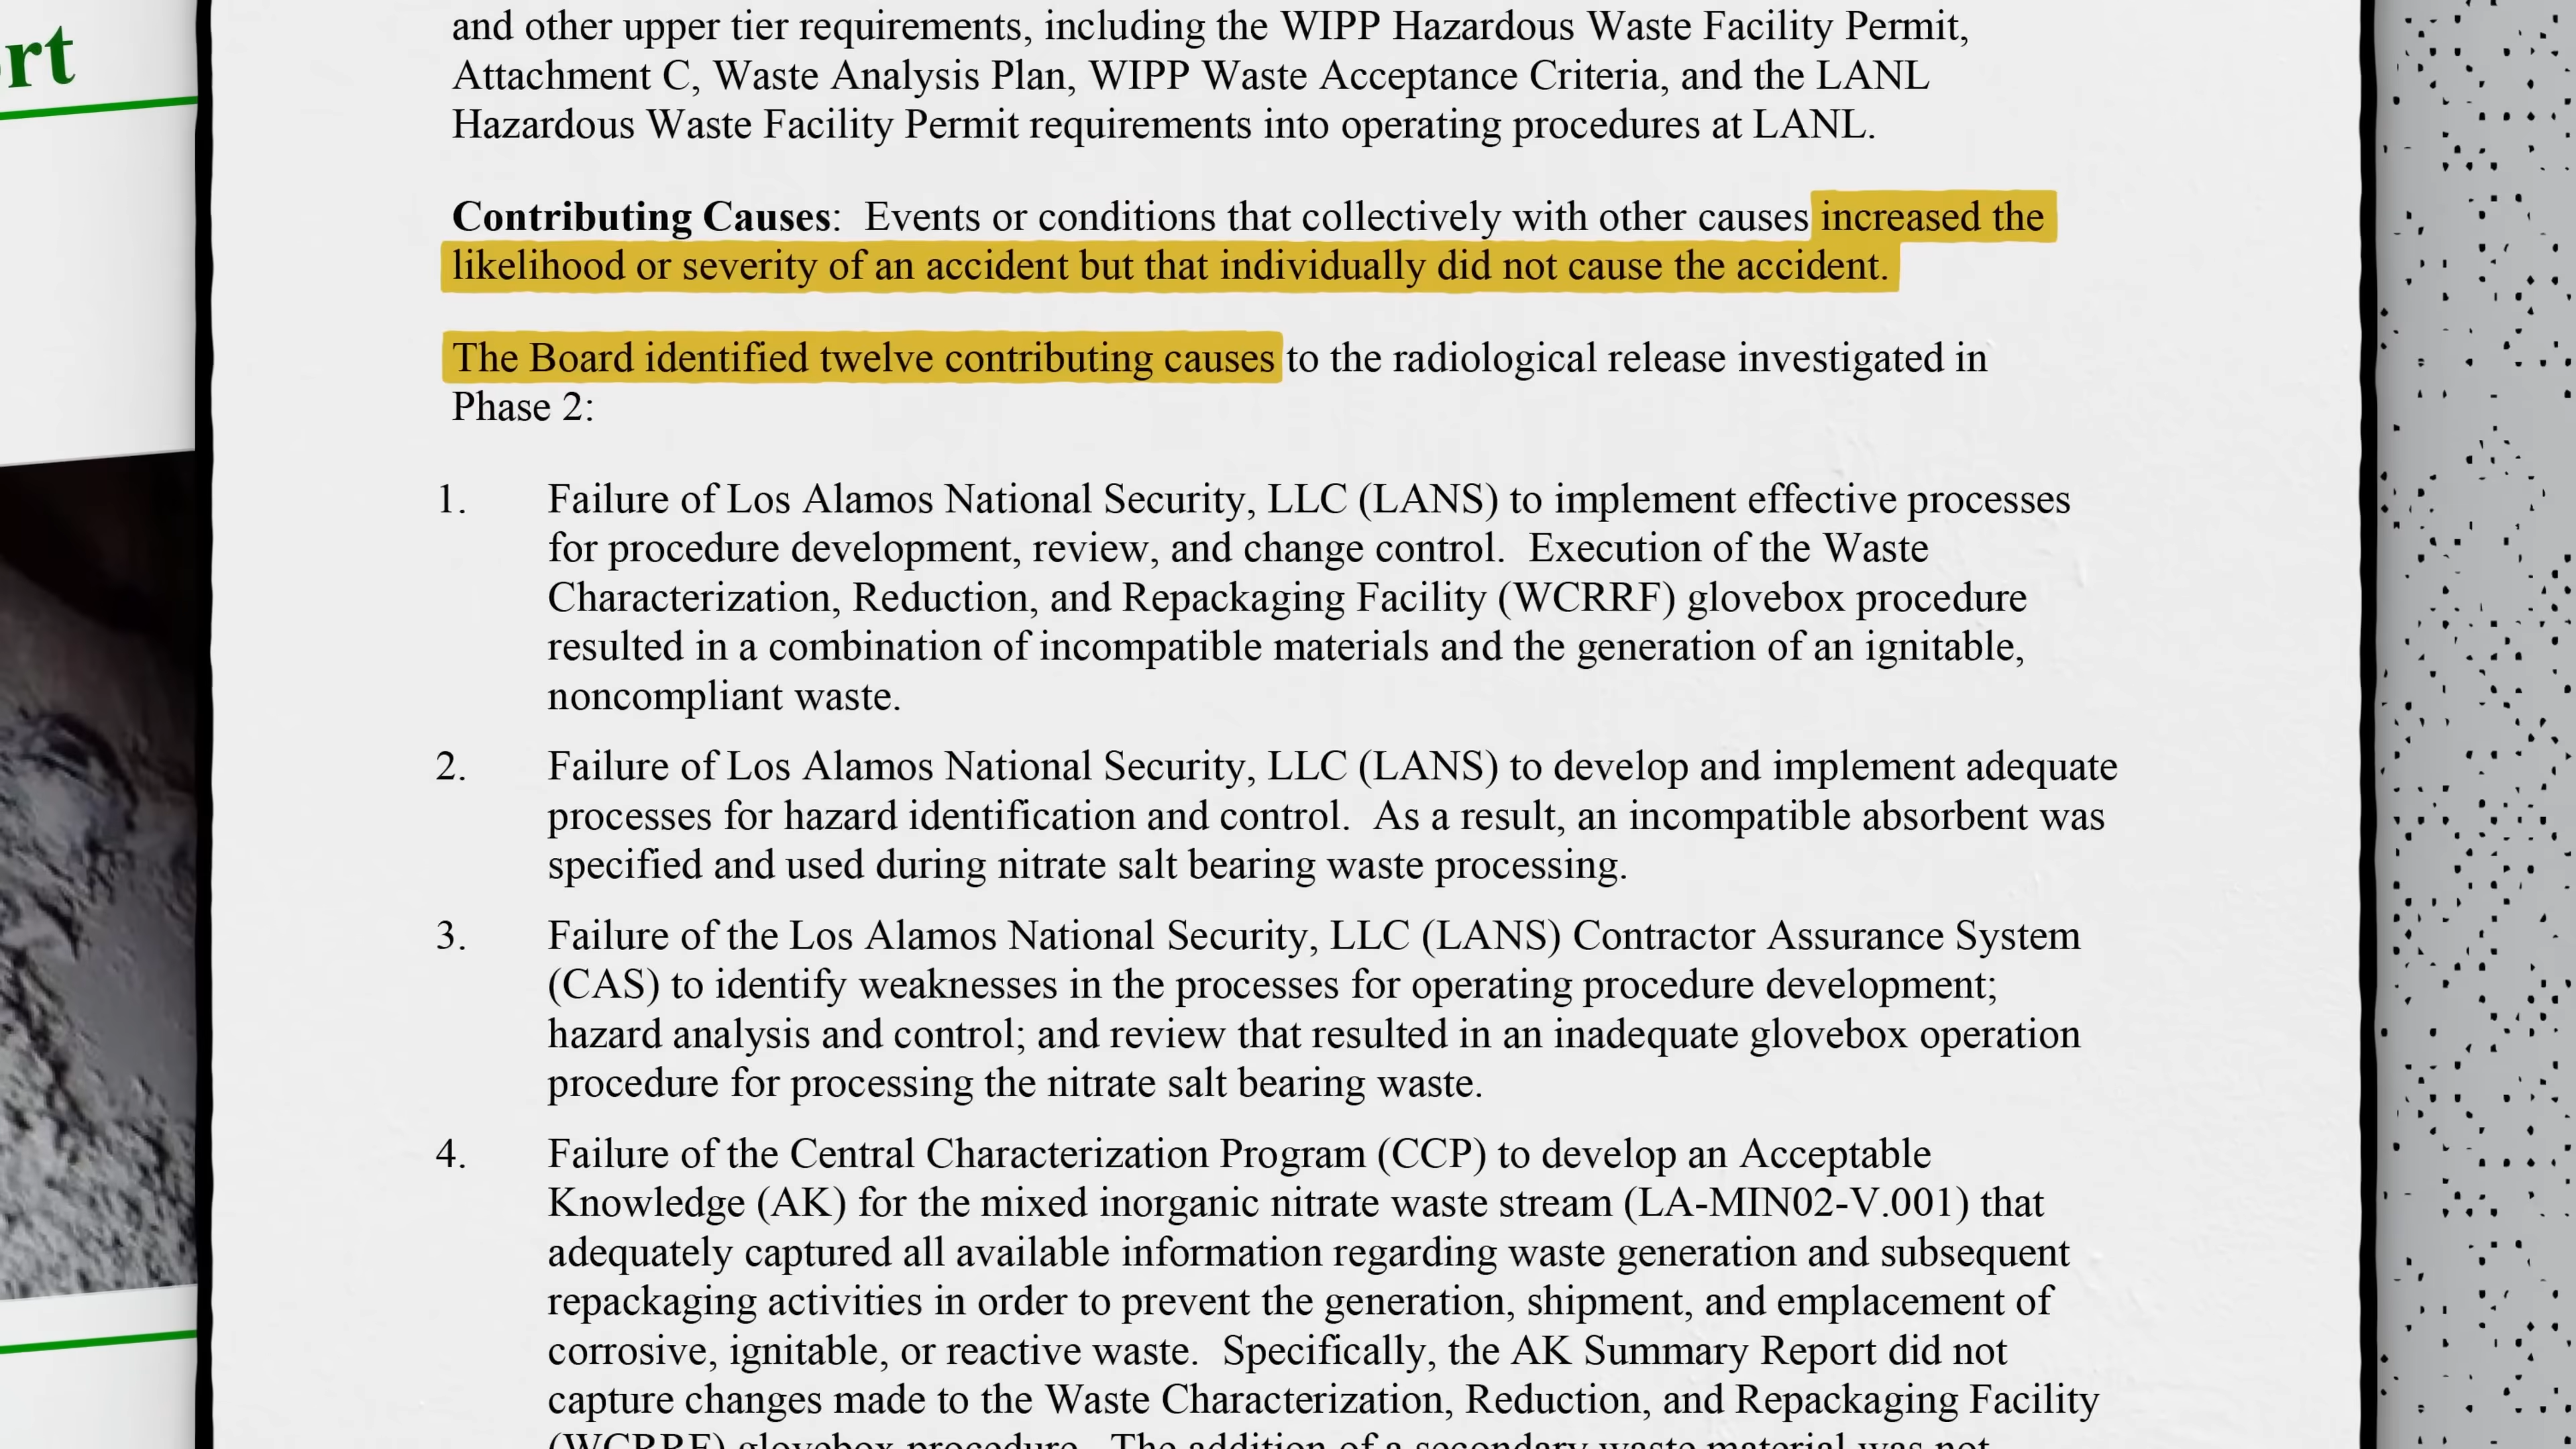 rt
and other upper tier requirements, including the WIPP Hazardous Waste Facility Permit,
Attachment C, Waste Analysis Plan, WIPP Waste Acceptance Criteria, and the LANL
Hazardous Waste Facility Permit requirements into operating procedures at LANL.
Contributing Causes: Events or conditions that collectively with other causes increased the
likelihood or severity of an accident but that individually did not cause the accident.
The Board identified twelve contributing causes to the radiological release investigated in
Phase 2:
1. Failure of Los Alamos National Security, LLC (LANS) to implement effective processes
for procedure development, review, and change control. Execution of the Waste
Characterization, Reduction, and Repackaging Facility (WCRRF) glovebox procedure
resulted in a combination of incompatible materials and the generation of an ignitable,
noncompliant waste.
2. Failure of Los Alamos National Security, LLC (LANS) to develop and implement adequate
processes for hazard identification and control. As a result, an incompatible absorbent was
specified and used during nitrate salt bearing waste processing.
3. Failure of the Los Alamos National Security, LLC (LANS) Contractor Assurance System
(CAS) to identify weaknesses in the processes for operating procedure development;
hazard analysis and control; and review that resulted in an inadequate glovebox operation
procedure for processing the nitrate salt bearing waste.
4. Failure of the Central Characterization Program (CCP) to develop an Acceptable
Knowledge (AK) for the mixed inorganic nitrate waste stream (LA-MIN02-V.001) that
adequately captured all available information regarding waste generation and subsequent
repackaging activities in order to prevent the generation, shipment, and emplacement of
corrosive, ignitable, or reactive waste. Specifically, the AK Summary Report did not
capture changes made to the Waste Characterization, Reduction, and Repackaging Facility
(WCRRF) glovebox procedure. The addition of a secondary waste material was not